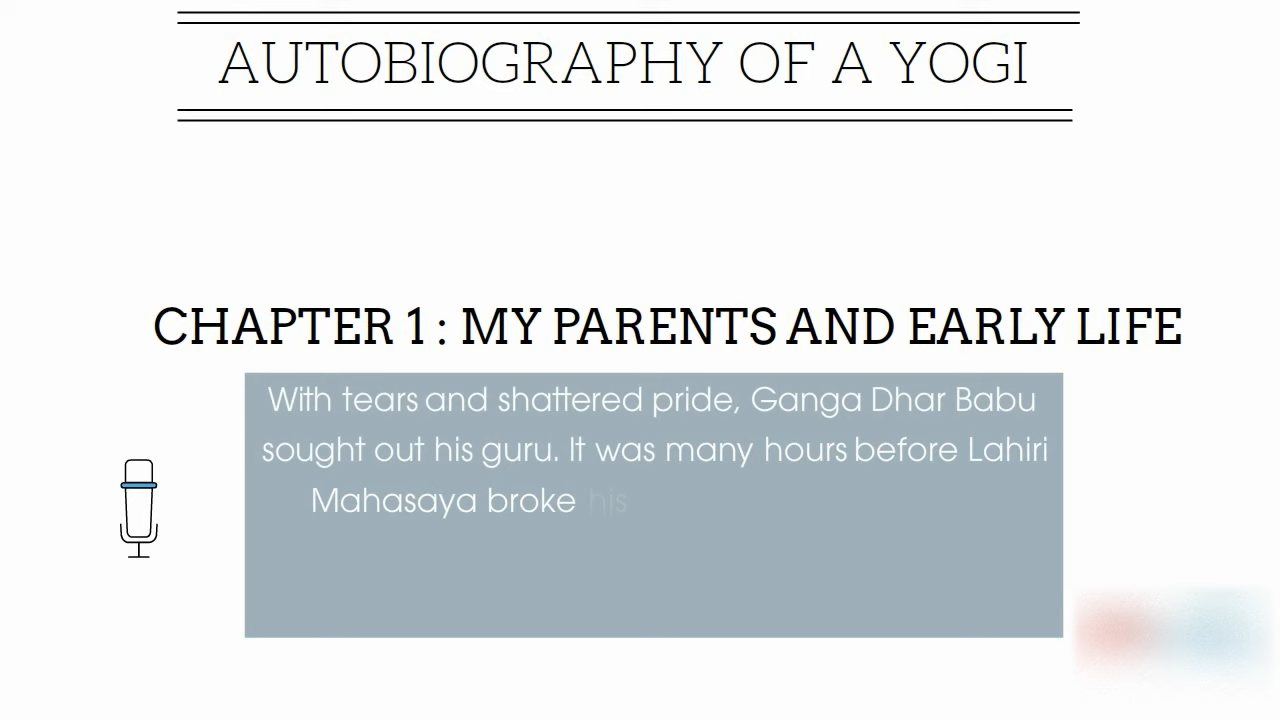 AUTOBIOGRAPHY OF A YOGI
CHAPTER 1 : MY PARENTS AND EARLY LIFE
With tears and shattered pride, Ganga Dhar Babu
sought out his guru. It was many hours before Lahiri
Mahasaya broke his